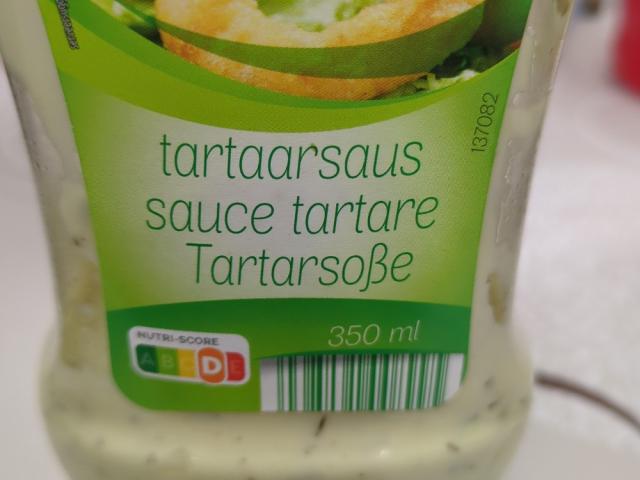 137082
tartaarsaus
sauce tartare
Tartarsoße
350 ml
NUTRI-SCORE
A B C D E